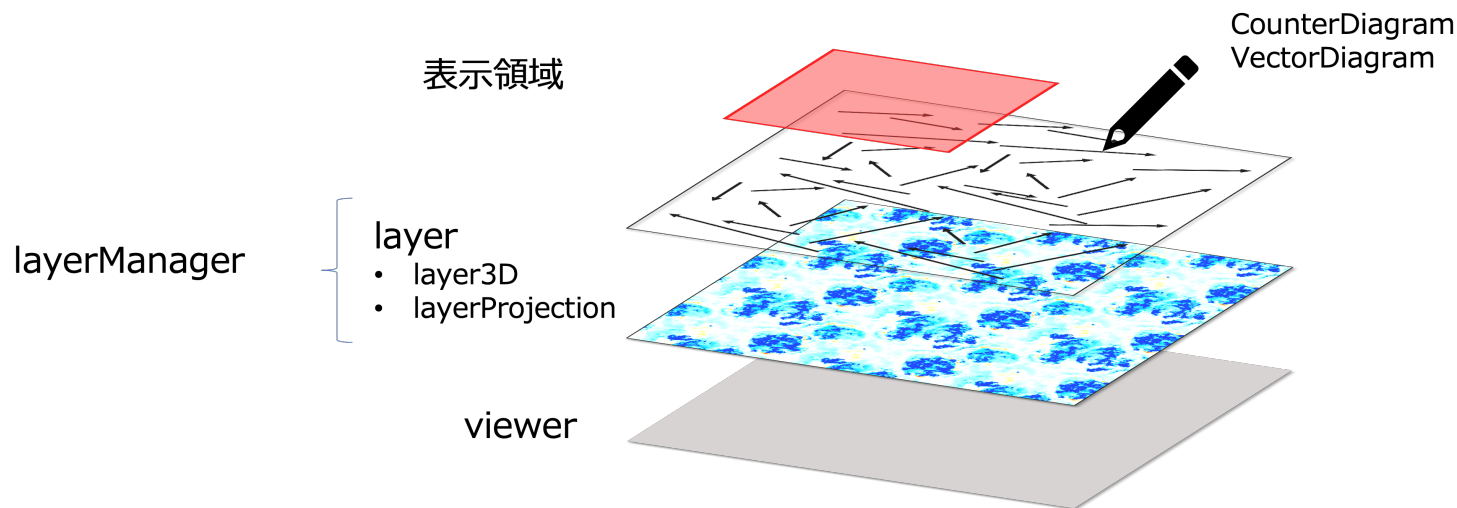 CounterDiagram
VectorDiagram
表示領域
layerManager
layer
• layer3D
• layerProjection
viewer